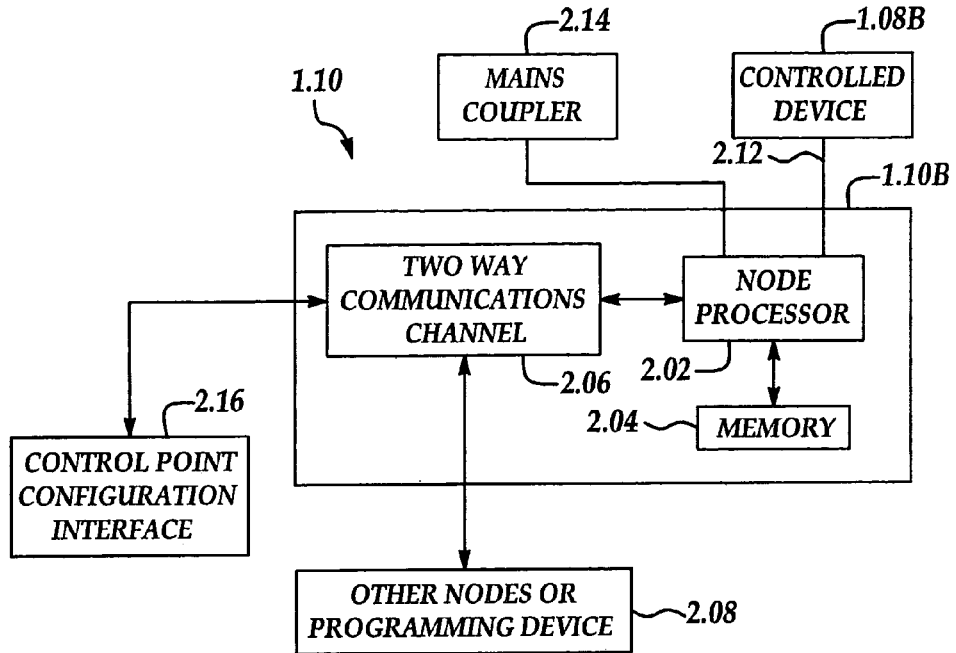 2.14
1.08B
1.10
MAINS
COUPLER
CONTROLLED
DEVICE
2.12
1.10B
TWO WAY
COMMUNICATIONS
CHANNEL
NODE
PROCESSOR
2.06
2.02
2.16
2.04
MEMORY
CONTROL POINT
CONFIGURATION
INTERFACE
OTHER NODES OR
PROGRAMMING DEVICE
2.08